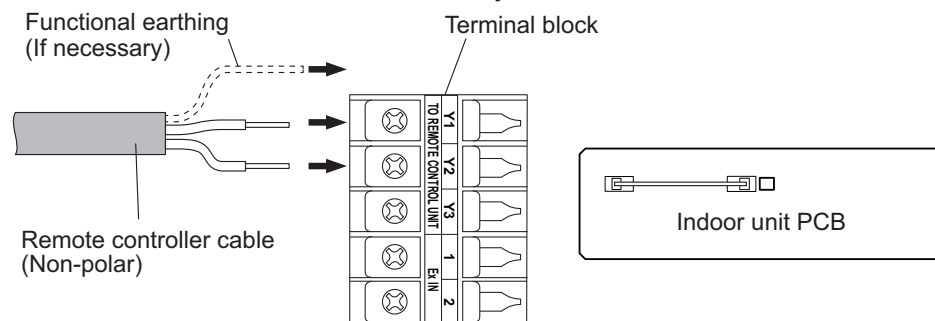 Functional earthing
(If necessary)
Terminal block
Remote controller cable
(Non-polar)
TO REMOTE CONTROL UNIT
Y1
Y2
Y3
Ex IN
1
2
Indoor unit PCB